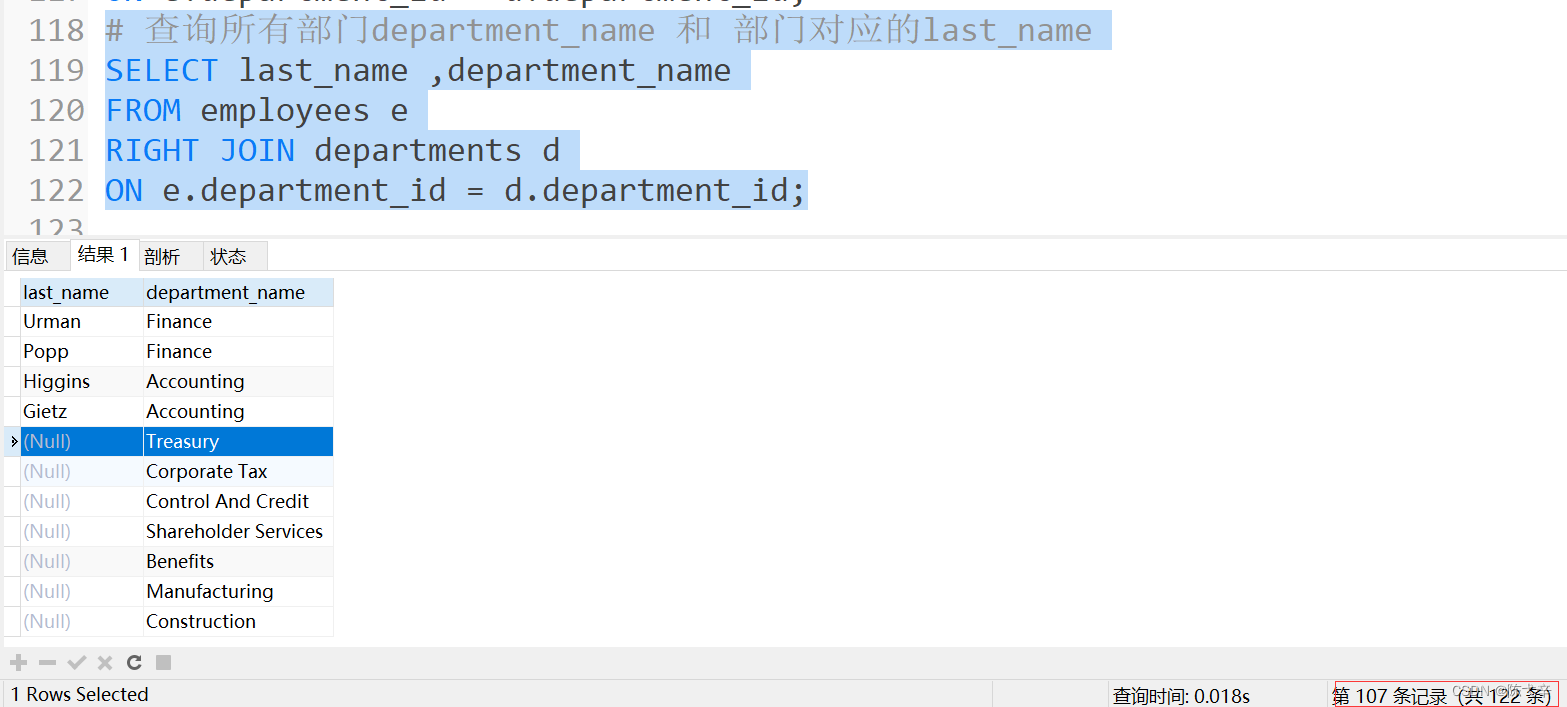 118 # 查询所有部门department_name 和 部门对应的last_name
119 SELECT last_name ,department_name
120 FROM employees e
121 RIGHT JOIN departments d
122 ON e.department_id = d.department_id;
123
信息 结果 1 剖析 状态
last_name department_name
Urman Finance
Popp Finance
Higgins Accounting
Gietz Accounting
(Null) Treasury
(Null) Corporate Tax
(Null) Control And Credit
(Null) Shareholder Services
(Null) Benefits
(Null) Manufacturing
(Null) Construction
1 Rows Selected 查询时间: 0.018s 第 107 条记录 (共 122 条)